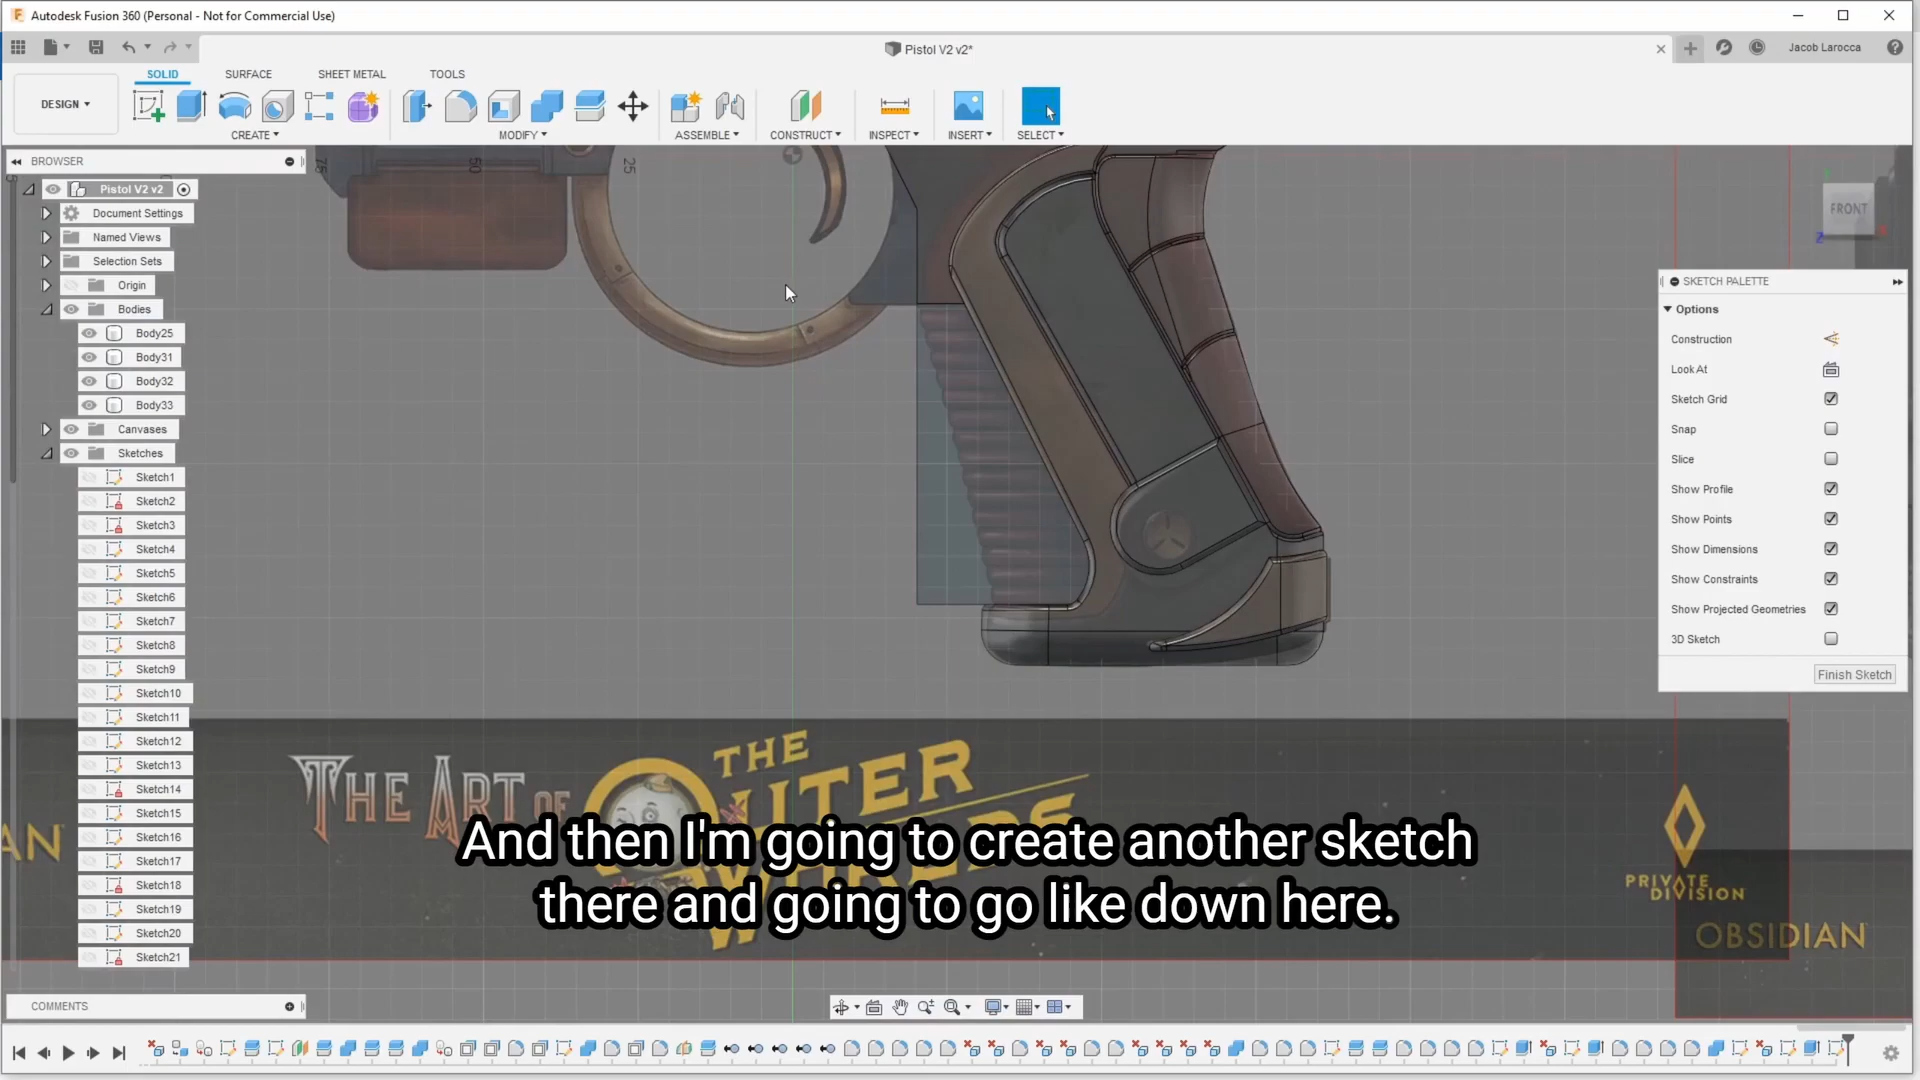 Autodesk Fusion 360 (Personal - Not for Commercial Use)
Pistol V2 v2*
Jacob Larocca
SOLID
SURFACE
SHEET METAL
TOOLS
DESIGN
CREATE
MODIFY
ASSEMBLE
CONSTRUCT
INSPECT
INSERT
SELECT
BROWSER
75
50
25
Pistol V2 v2
Document Settings
Named Views
Selection Sets
Origin
Bodies
Body25
Body31
Body32
Body33
Canvases
Sketches
Sketch1
Sketch2
Sketch3
Sketch4
Sketch5
Sketch6
Sketch7
Sketch8
Sketch9
Sketch10
Sketch11
Sketch12
Sketch13
Sketch14
Sketch15
Sketch16
Sketch17
Sketch18
Sketch19
Sketch20
Sketch21
FRONT
Z
SKETCH PALETTE
Options
Construction
Look At
Sketch Grid
Snap
Slice
Show Profile
Show Points
Show Dimensions
Show Constraints
Show Projected Geometries
3D Sketch
Finish Sketch
THE ART OF
THE
OUTER
WORLDS
AN
PRIVATE
DIVISION
OBSIDIAN
And then I'm going to create another sketch
there and going to go like down here.
COMMENTS